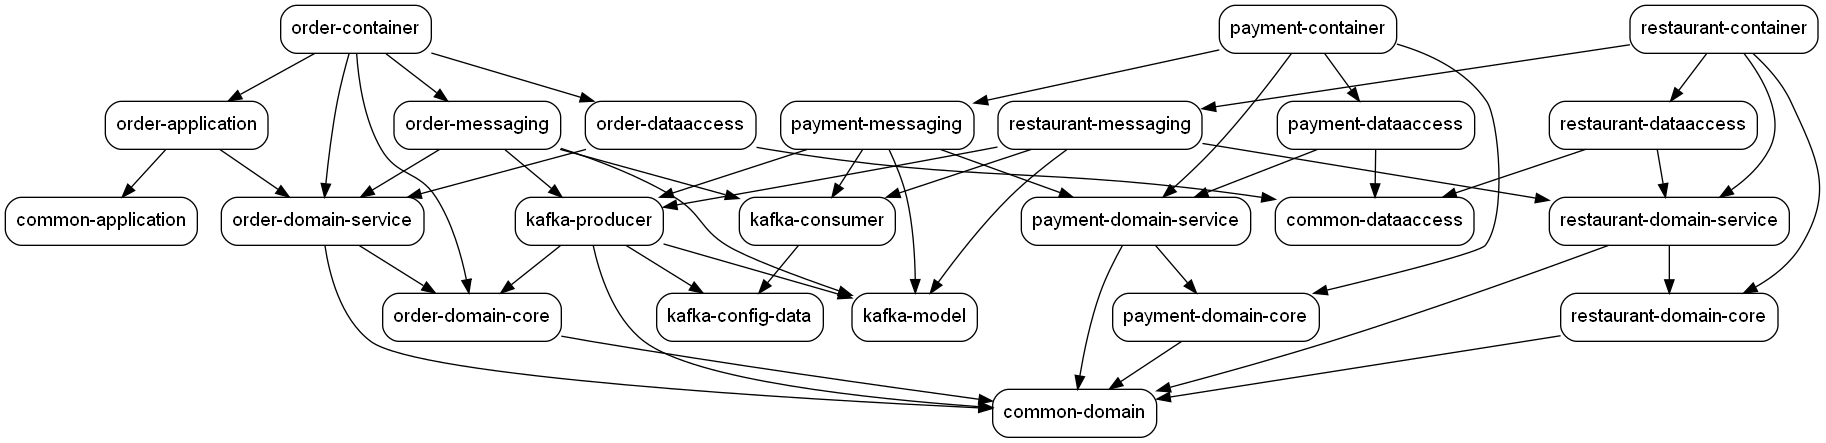 order-container
payment-container
restaurant-container
order-application
order-messaging
order-dataaccess
payment-messaging
restaurant-messaging
payment-dataaccess
restaurant-dataaccess
common-application
order-domain-service
kafka-producer
kafka-consumer
payment-domain-service
common-dataaccess
restaurant-domain-service
order-domain-core
kafka-config-data
kafka-model
payment-domain-core
restaurant-domain-core
common-domain